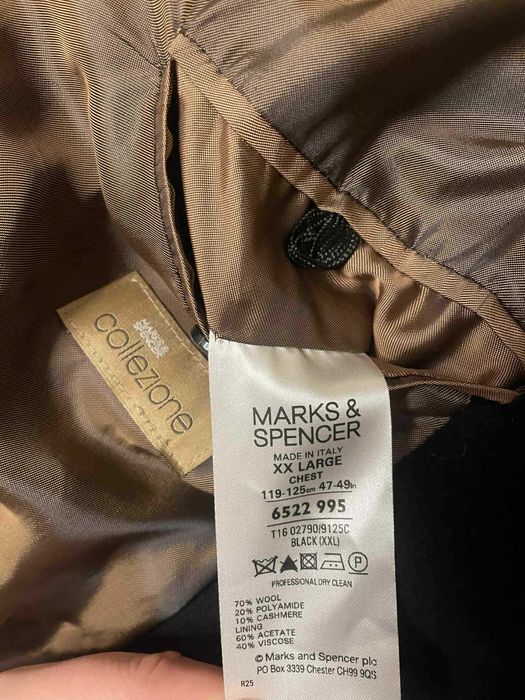 MARKS &
SPENCER
collezione
MARKS &
SPENCER
MADE IN ITALY
XX LARGE
CHEST
119-125cm 47-49in
6522 995
T16 02790/9125C
BLACK (XXL)
P
PROFESSIONAL DRY CLEAN
70% WOOL
20% POLYAMIDE
10% CASHMERE
LINING
60% ACETATE
40% VISCOSE
© Marks and Spencer plc
PO Box 3339 Chester CH99 9QS
R25